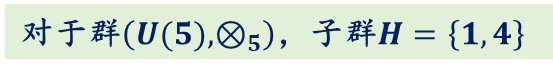 对于群(U(5),⊗₅)，子群H = {1,4}